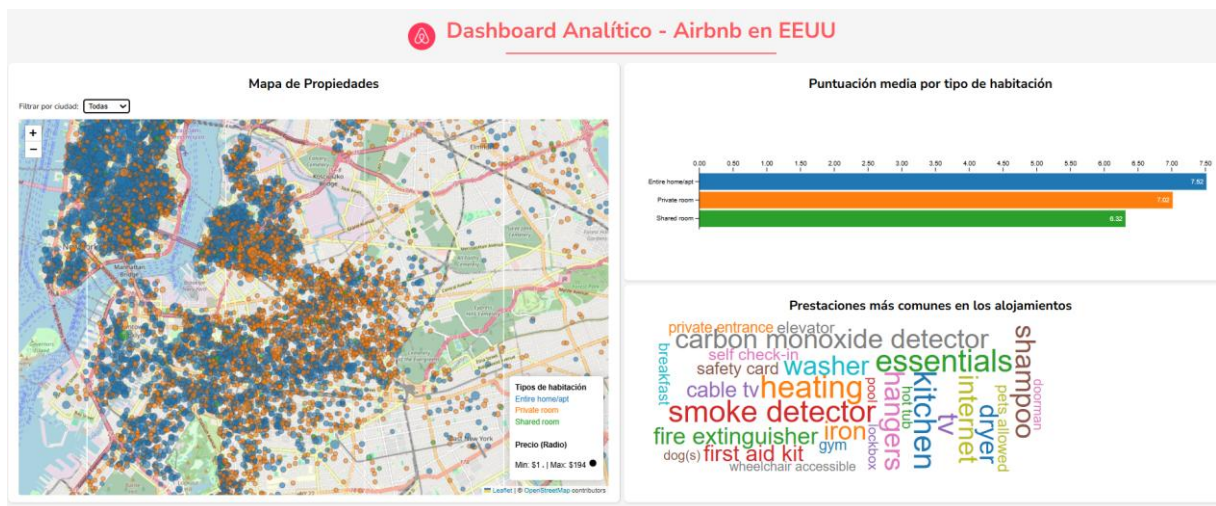 Dashboard Analítico - Airbnb en EEUU
Mapa de Propiedades
Filtrar por ciudad: Todas
+
−
Manhattan
Bridge
Tipos de habitación
Entire home/apt
Private room
Shared room
Precio (Radio)
Min: $1 . | Max: $194
Leaflet | © OpenStreetMap contributors
Puntuación media por tipo de habitación
0.00 0.50 1.00 1.50 2.00 2.50 3.00 3.50 4.00 4.50 5.00 5.50 6.00 6.50 7.00 7.50
Entire home/apt 7.52
Private room 7.02
Shared room 6.32
Prestaciones más comunes en los alojamientos
private entrance elevator
carbon monoxide detector
self check-in
safety card washer essentials
breakfast
cable tv heating
pool
hot tub
hangers
kitchen
tv
internet
dryer
pets allowed
shampoo
doorman
smoke detector
fire extinguisher iron
lockbox
gym
dog(s) first aid kit
wheelchair accessible